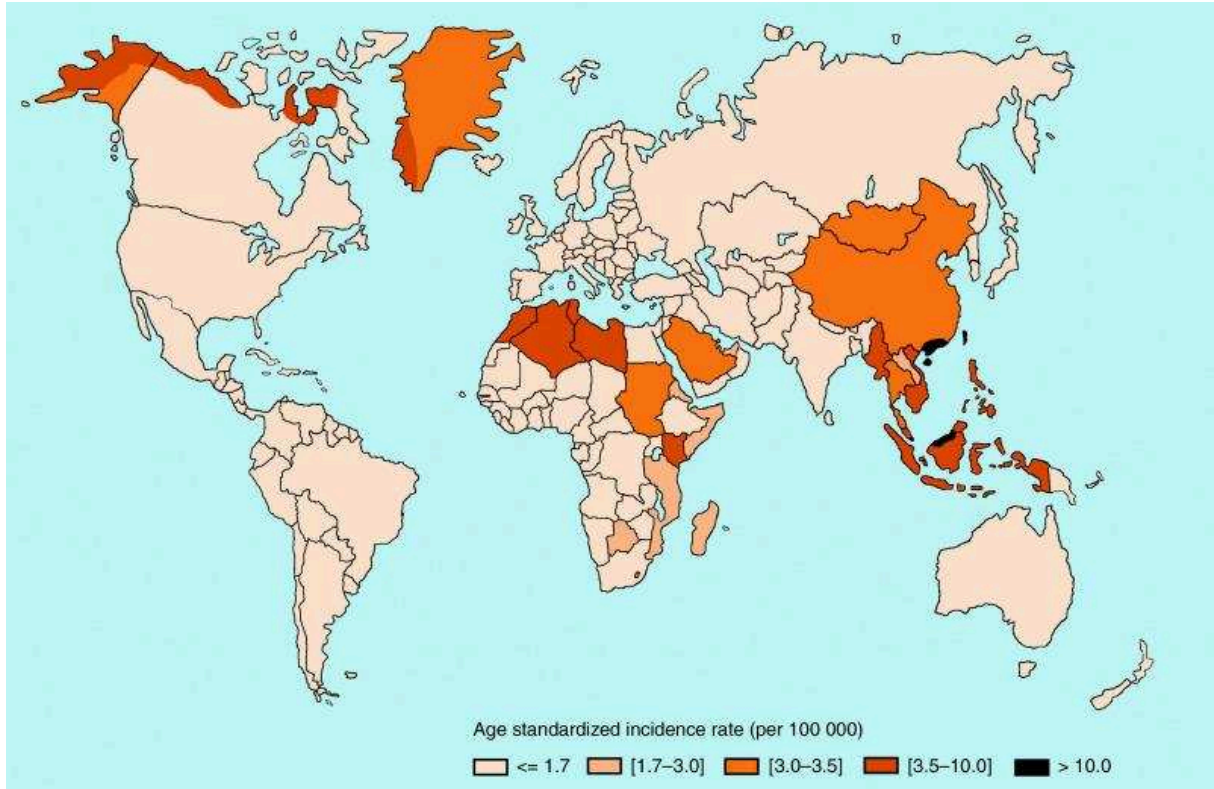 Age standardized incidence rate (per 100 000)
<= 1.7 [1.7–3.0] [3.0–3.5] [3.5–10.0] > 10.0